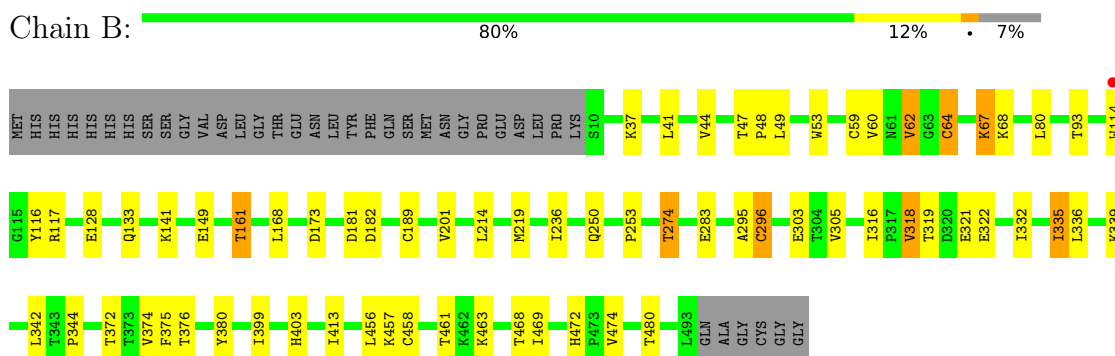 Chain B:
80% 12% • 7%
MET HIS HIS HIS HIS HIS HIS SER SER GLY VAL ASP LEU GLY THR GLU ASN LEU TYR PHE GLN SER MET ASN GLY PRO GLU ASP LEU PRO LYS S10 K37 L41 V44 T47 P48 L49 W53 C59 V60 N61 V62 G63 C64 K67 K68 L80 T93 W114
G115 Y116 R117 E128 Q133 K141 E149 T161 L168 D173 D181 D182 C189 V201 L214 M219 I236 Q250 P253 T274 E283 A295 C296 E303 T304 V305 I316 P317 V318 T319 D320 E321 E322 I332 I335 L336 K339
L342 T343 P344 T372 T373 V374 F375 T376 Y380 I399 H403 I413 L456 K457 C458 T461 K462 K463 T468 I469 H472 P473 V474 T480 L493 GLN ALA GLY CYS GLY GLY